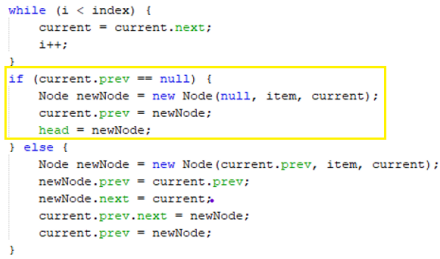 while (i < index) {
    current = current.next;
    i++;
}
if (current.prev == null) {
    Node newNode = new Node(null, item, current);
    current.prev = newNode;
    head = newNode;
} else {
    Node newNode = new Node(current.prev, item, current);
    newNode.prev = current.prev;
    newNode.next = current;
    current.prev.next = newNode;
    current.prev = newNode;
}